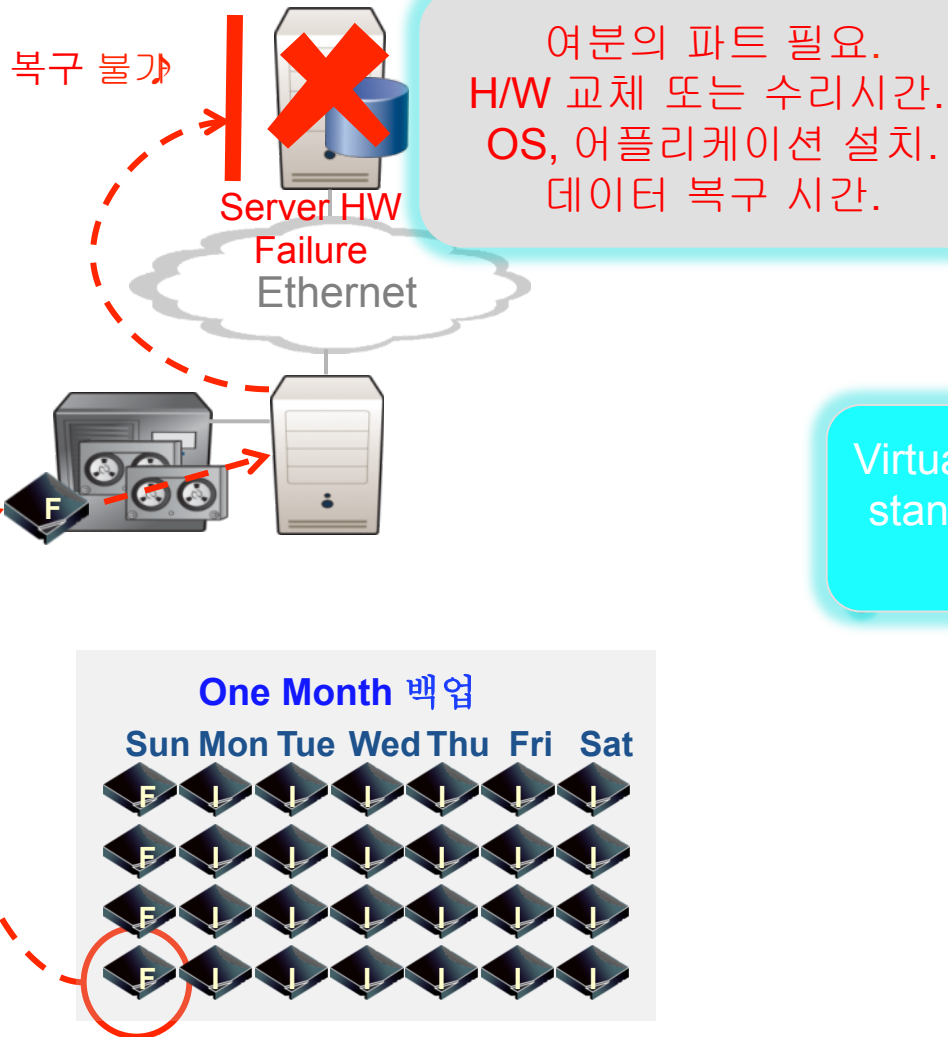 복구 불가
여분의 파트 필요.
H/W 교체 또는 수리시간.
OS, 어플리케이션 설치.
데이터 복구 시간.
Server HW
Failure
Ethernet
F
One Month 백업
Sun Mon Tue Wed Thu Fri Sat
F I I I I I I
F I I I I I I
F I I I I I I
F I I I I I I